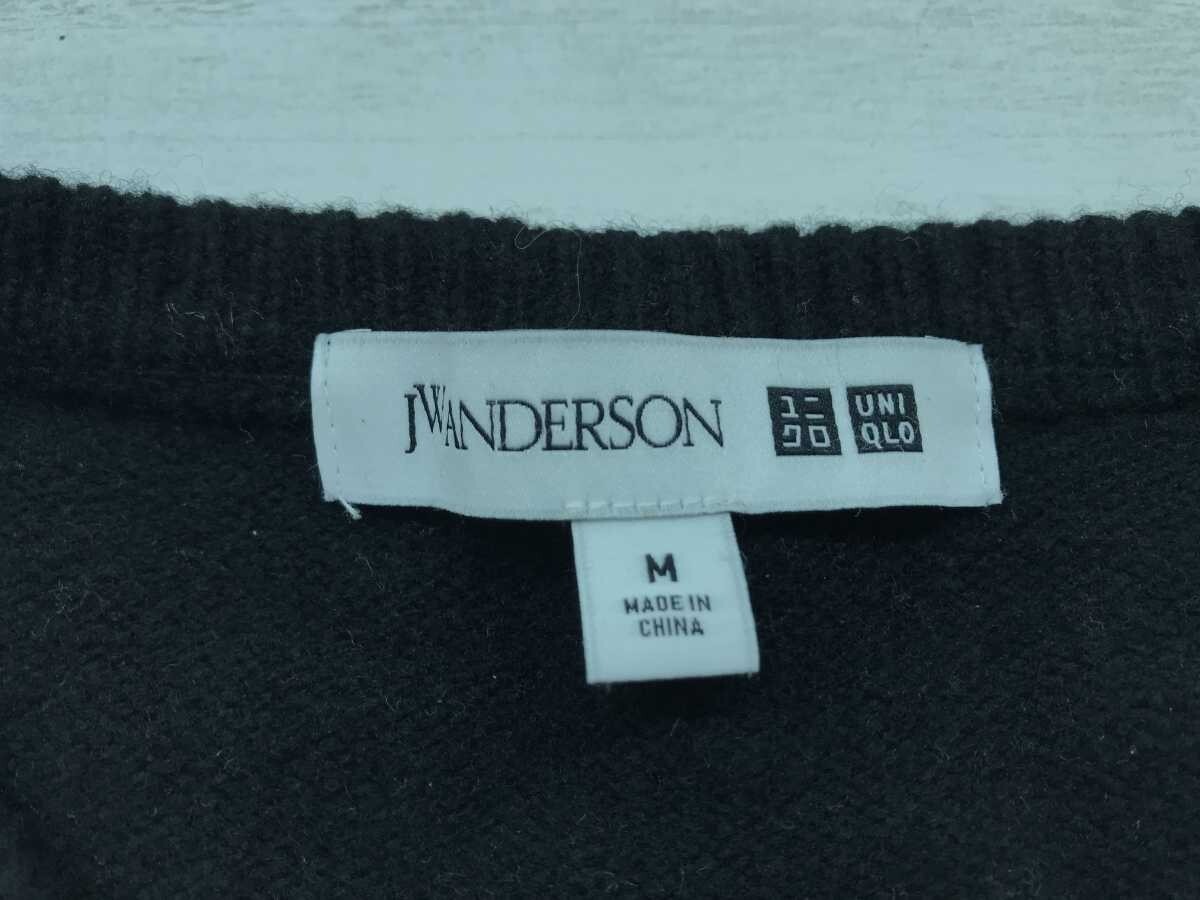 JWANDERSON
ユニ
クロ
UNI
QLO
M
MADE IN
CHINA